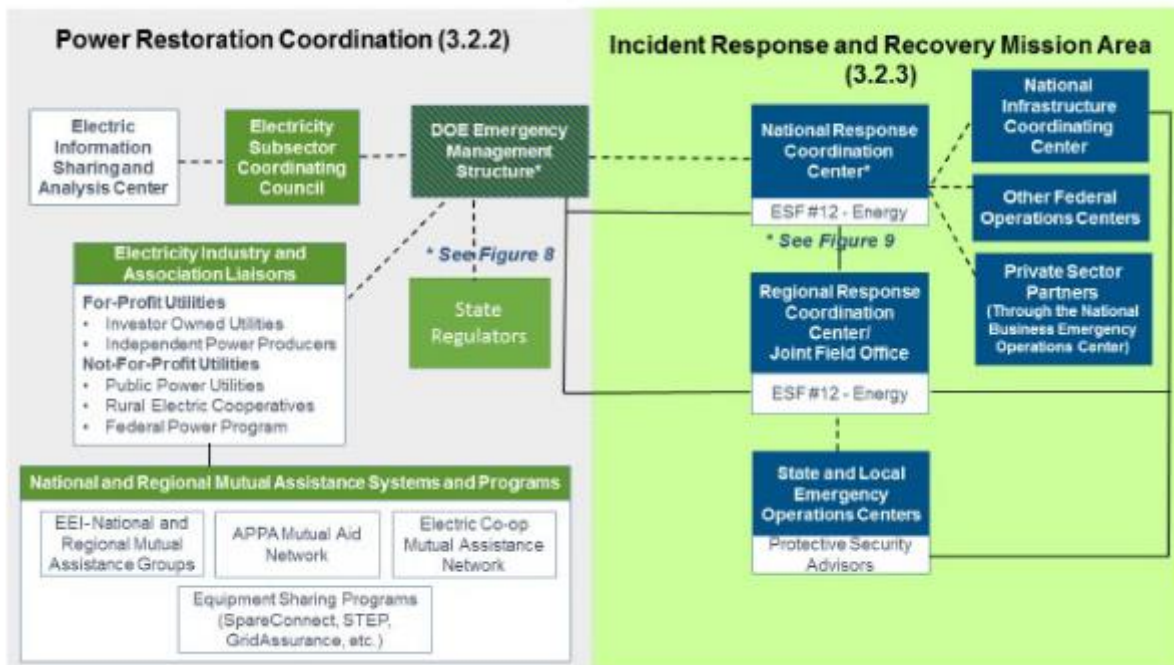 Power Restoration Coordination (3.2.2)
Electric
Information
Sharing and
Analysis Center
Electricity
Subsector
Coordinating
Council
DOE Emergency
Management
Structure*
* See Figure 8
Electricity Industry and
Association Liaisons
For-Profit Utilities
• Investor Owned Utilities
• Independent Power Producers
Not-For-Profit Utilities
• Public Power Utilities
• Rural Electric Cooperatives
• Federal Power Program
State
Regulators
National and Regional Mutual Assistance Systems and Programs
EEI-National and
Regional Mutual
Assistance Groups
APPA Mutual Aid
Network
Electric Co-op
Mutual Assistance
Network
Equipment Sharing Programs
(SpareConnect, STEP,
GridAssurance, etc.)
Incident Response and Recovery Mission Area
(3.2.3)
National Response
Coordination
Center*
ESF #12 - Energy
* See Figure 9
Regional Response
Coordination
Center/
Joint Field Office
ESF #12 - Energy
State and Local
Emergency
Operations Centers
Protective Security
Advisors
National
Infrastructure
Coordinating
Center
Other Federal
Operations Centers
Private Sector
Partners
(Through the National
Business Emergency
Operations Center)